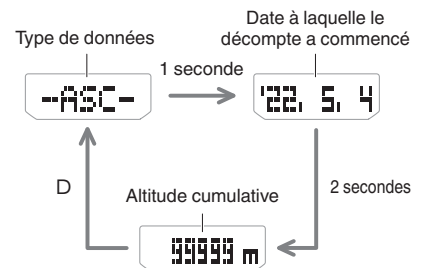 Type de données
Date à laquelle le
décompte a commencé
--ASC-
1 seconde
'22, 5, 4
D
Altitude cumulative
2 secondes
99999 m